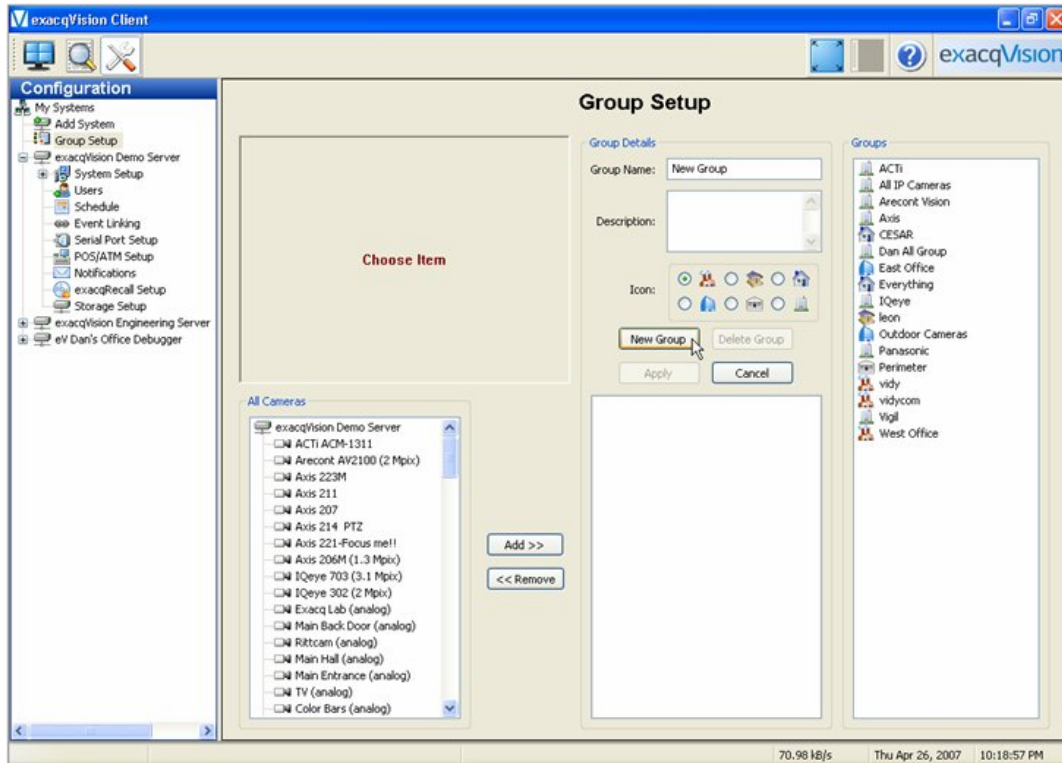 exacqVision Client
exacqVision
Configuration
My Systems
Add System
Group Setup
exacqVision Demo Server
System Setup
Users
Schedule
Event Linking
Serial Port Setup
POS/ATM Setup
Notifications
exacqRecall Setup
Storage Setup
exacqVision Engineering Server
eV Dan's Office Debugger
Group Setup
Choose Item
All Cameras
exacqVision Demo Server
ACTi ACM-1311
Arecont AV2100 (2 Mpix)
Axis 223M
Axis 211
Axis 207
Axis 214 PTZ
Axis 221-Focus me!!
Axis 206M (1.3 Mpix)
IQeye 703 (3.1 Mpix)
IQeye 302 (2 Mpix)
Exacq Lab (analog)
Main Back Door (analog)
Rittcam (analog)
Main Hall (analog)
Main Entrance (analog)
TV (analog)
Color Bars (analog)
Add >>
<< Remove
Group Details
Group Name: New Group
Description:
Icon:
New Group Delete Group
Apply Cancel
Groups
ACTi
All IP Cameras
Arecont Vision
Axis
CESAR
Dan All Group
East Office
Everything
IQeye
leon
Outdoor Cameras
Panasonic
Perimeter
vidy
vidycom
Vigil
West Office
70.98 kB/s Thu Apr 26, 2007 10:18:57 PM